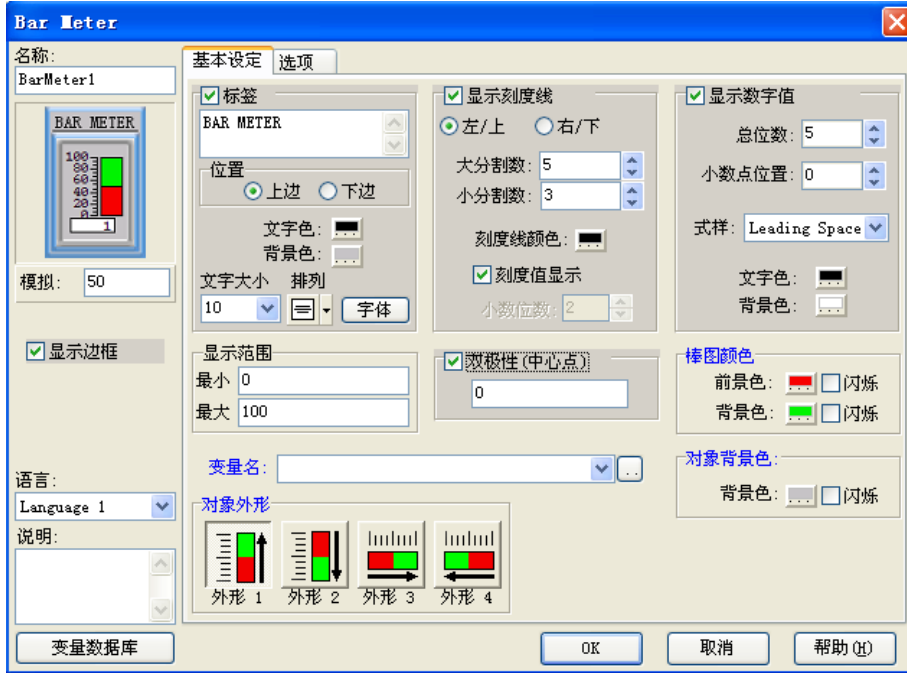 Bar Meter
名称:
BarMeter1
BAR METER
100
80
60
40
20
0
1
模拟: 50
显示边框
语言:
Language 1
说明:
变量数据库
基本设定 选项
标签
BAR METER
位置
上边 下边
文字色: ...
背景色: ...
文字大小 排列
10 字体
显示刻度线
左/上 右/下
大分割数: 5
小分割数: 3
刻度线颜色: ...
刻度值显示
小数位数: 2
显示数字值
总位数: 5
小数点位置: 0
式样: Leading Space
文字色: ...
背景色: ...
显示范围
最小 0
最大 100
双极性(中心点)
0
棒图颜色
前景色: ... 闪烁
背景色: ... 闪烁
变量名: ..
对象背景色:
背景色: ... 闪烁
对象外形
外形 1 外形 2 外形 3 外形 4
OK 取消 帮助(H)